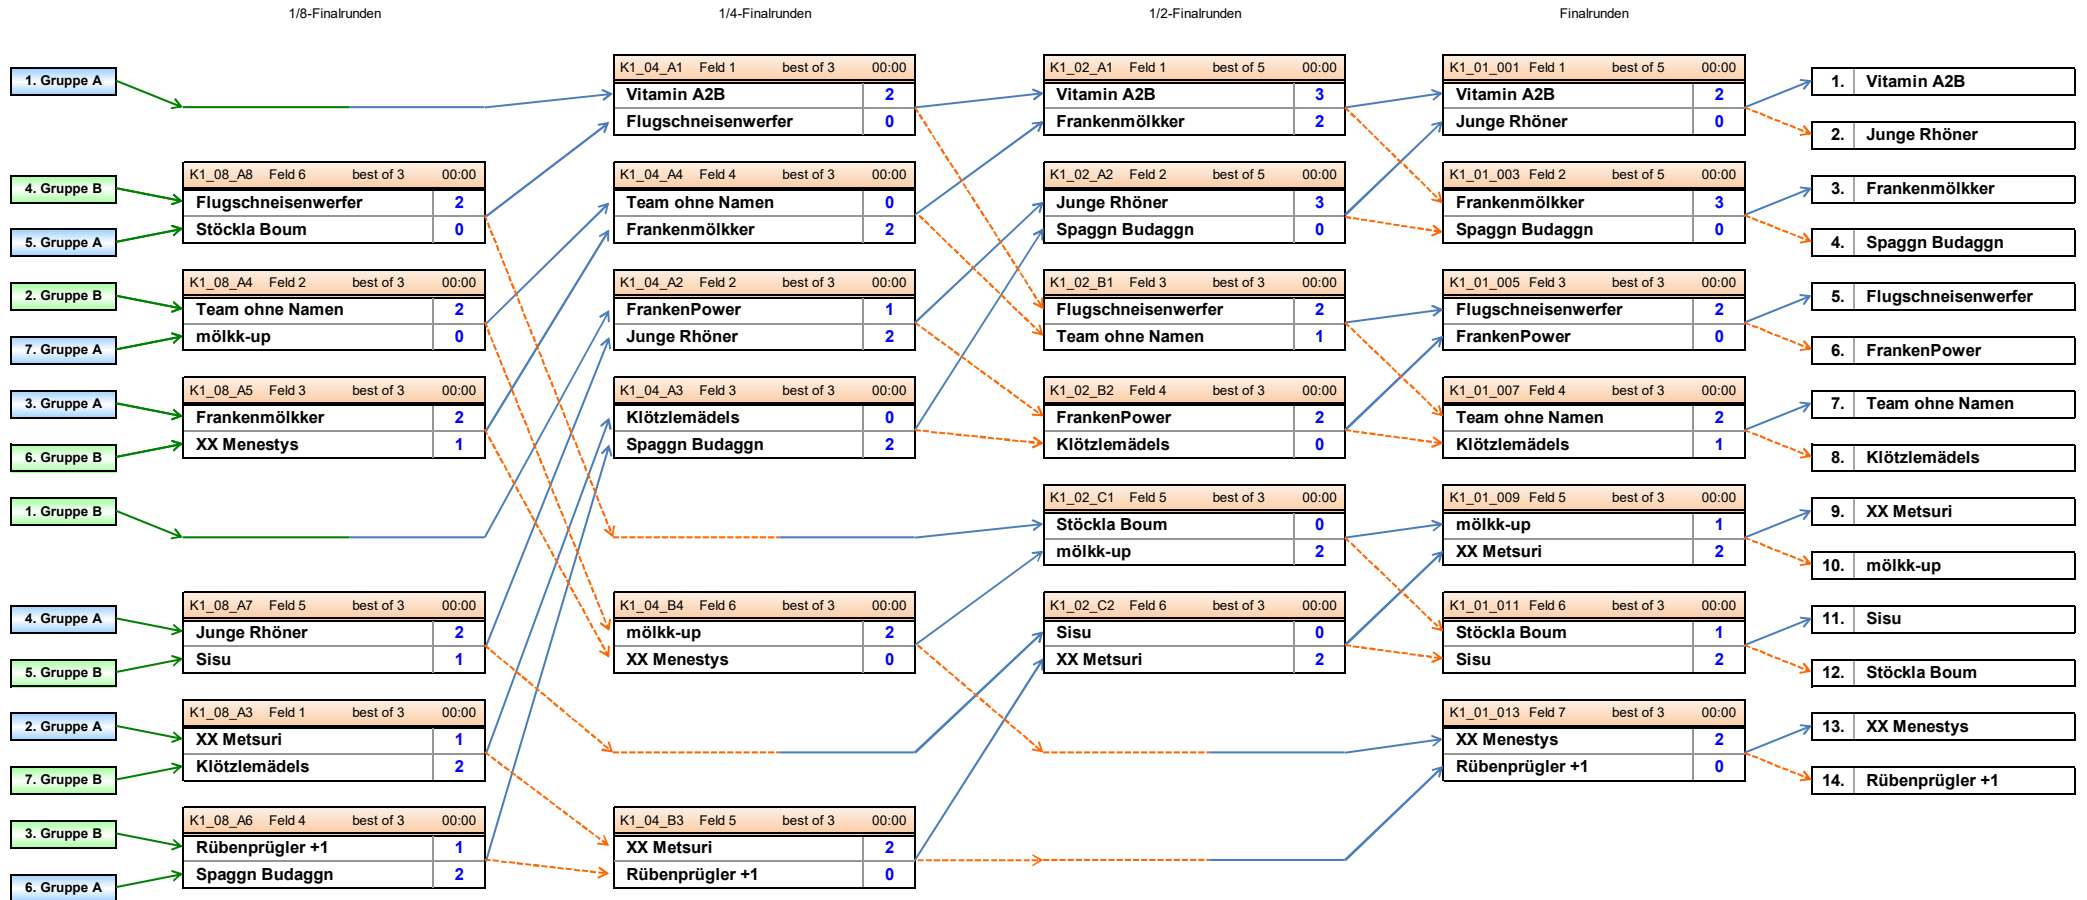 1/8-Finalrunden 1/4-Finalrunden 1/2-Finalrunden Finalrunden
1. Gruppe A
4. Gruppe B
5. Gruppe A
2. Gruppe B
7. Gruppe A
3. Gruppe A
6. Gruppe B
1. Gruppe B
4. Gruppe A
5. Gruppe B
2. Gruppe A
7. Gruppe B
3. Gruppe B
6. Gruppe A
K1_08_A8 Feld 6 best of 3 00:00
Flugschneisenwerfer 2
Stöckla Boum 0
K1_08_A4 Feld 2 best of 3 00:00
Team ohne Namen 2
mölkk-up 0
K1_08_A5 Feld 3 best of 3 00:00
Frankenmölkker 2
XX Menestys 1
K1_08_A7 Feld 5 best of 3 00:00
Junge Rhöner 2
Sisu 1
K1_08_A3 Feld 1 best of 3 00:00
XX Metsuri 1
Klötzlemädels 2
K1_08_A6 Feld 4 best of 3 00:00
Rübenprügler +1 1
Spaggn Budaggn 2
K1_04_A1 Feld 1 best of 3 00:00
Vitamin A2B 2
Flugschneisenwerfer 0
K1_04_A4 Feld 4 best of 3 00:00
Team ohne Namen 0
Frankenmölkker 2
K1_04_A2 Feld 2 best of 3 00:00
FrankenPower 1
Junge Rhöner 2
K1_04_A3 Feld 3 best of 3 00:00
Klötzlemädels 0
Spaggn Budaggn 2
K1_04_B4 Feld 6 best of 3 00:00
mölkk-up 2
XX Menestys 0
K1_04_B3 Feld 5 best of 3 00:00
XX Metsuri 2
Rübenprügler +1 0
K1_02_A1 Feld 1 best of 5 00:00
Vitamin A2B 3
Frankenmölkker 2
K1_02_A2 Feld 2 best of 5 00:00
Junge Rhöner 3
Spaggn Budaggn 0
K1_02_B1 Feld 3 best of 3 00:00
Flugschneisenwerfer 2
Team ohne Namen 1
K1_02_B2 Feld 4 best of 3 00:00
FrankenPower 2
Klötzlemädels 0
K1_02_C1 Feld 5 best of 3 00:00
Stöckla Boum 0
mölkk-up 2
K1_02_C2 Feld 6 best of 3 00:00
Sisu 0
XX Metsuri 2
K1_01_001 Feld 1 best of 5 00:00
Vitamin A2B 2
Junge Rhöner 0
K1_01_003 Feld 2 best of 5 00:00
Frankenmölkker 3
Spaggn Budaggn 0
K1_01_005 Feld 3 best of 3 00:00
Flugschneisenwerfer 2
FrankenPower 0
K1_01_007 Feld 4 best of 3 00:00
Team ohne Namen 2
Klötzlemädels 1
K1_01_009 Feld 5 best of 3 00:00
mölkk-up 1
XX Metsuri 2
K1_01_011 Feld 6 best of 3 00:00
Stöckla Boum 1
Sisu 2
K1_01_013 Feld 7 best of 3 00:00
XX Menestys 2
Rübenprügler +1 0
1. Vitamin A2B
2. Junge Rhöner
3. Frankenmölkker
4. Spaggn Budaggn
5. Flugschneisenwerfer
6. FrankenPower
7. Team ohne Namen
8. Klötzlemädels
9. XX Metsuri
10. mölkk-up
11. Sisu
12. Stöckla Boum
13. XX Menestys
14. Rübenprügler +1